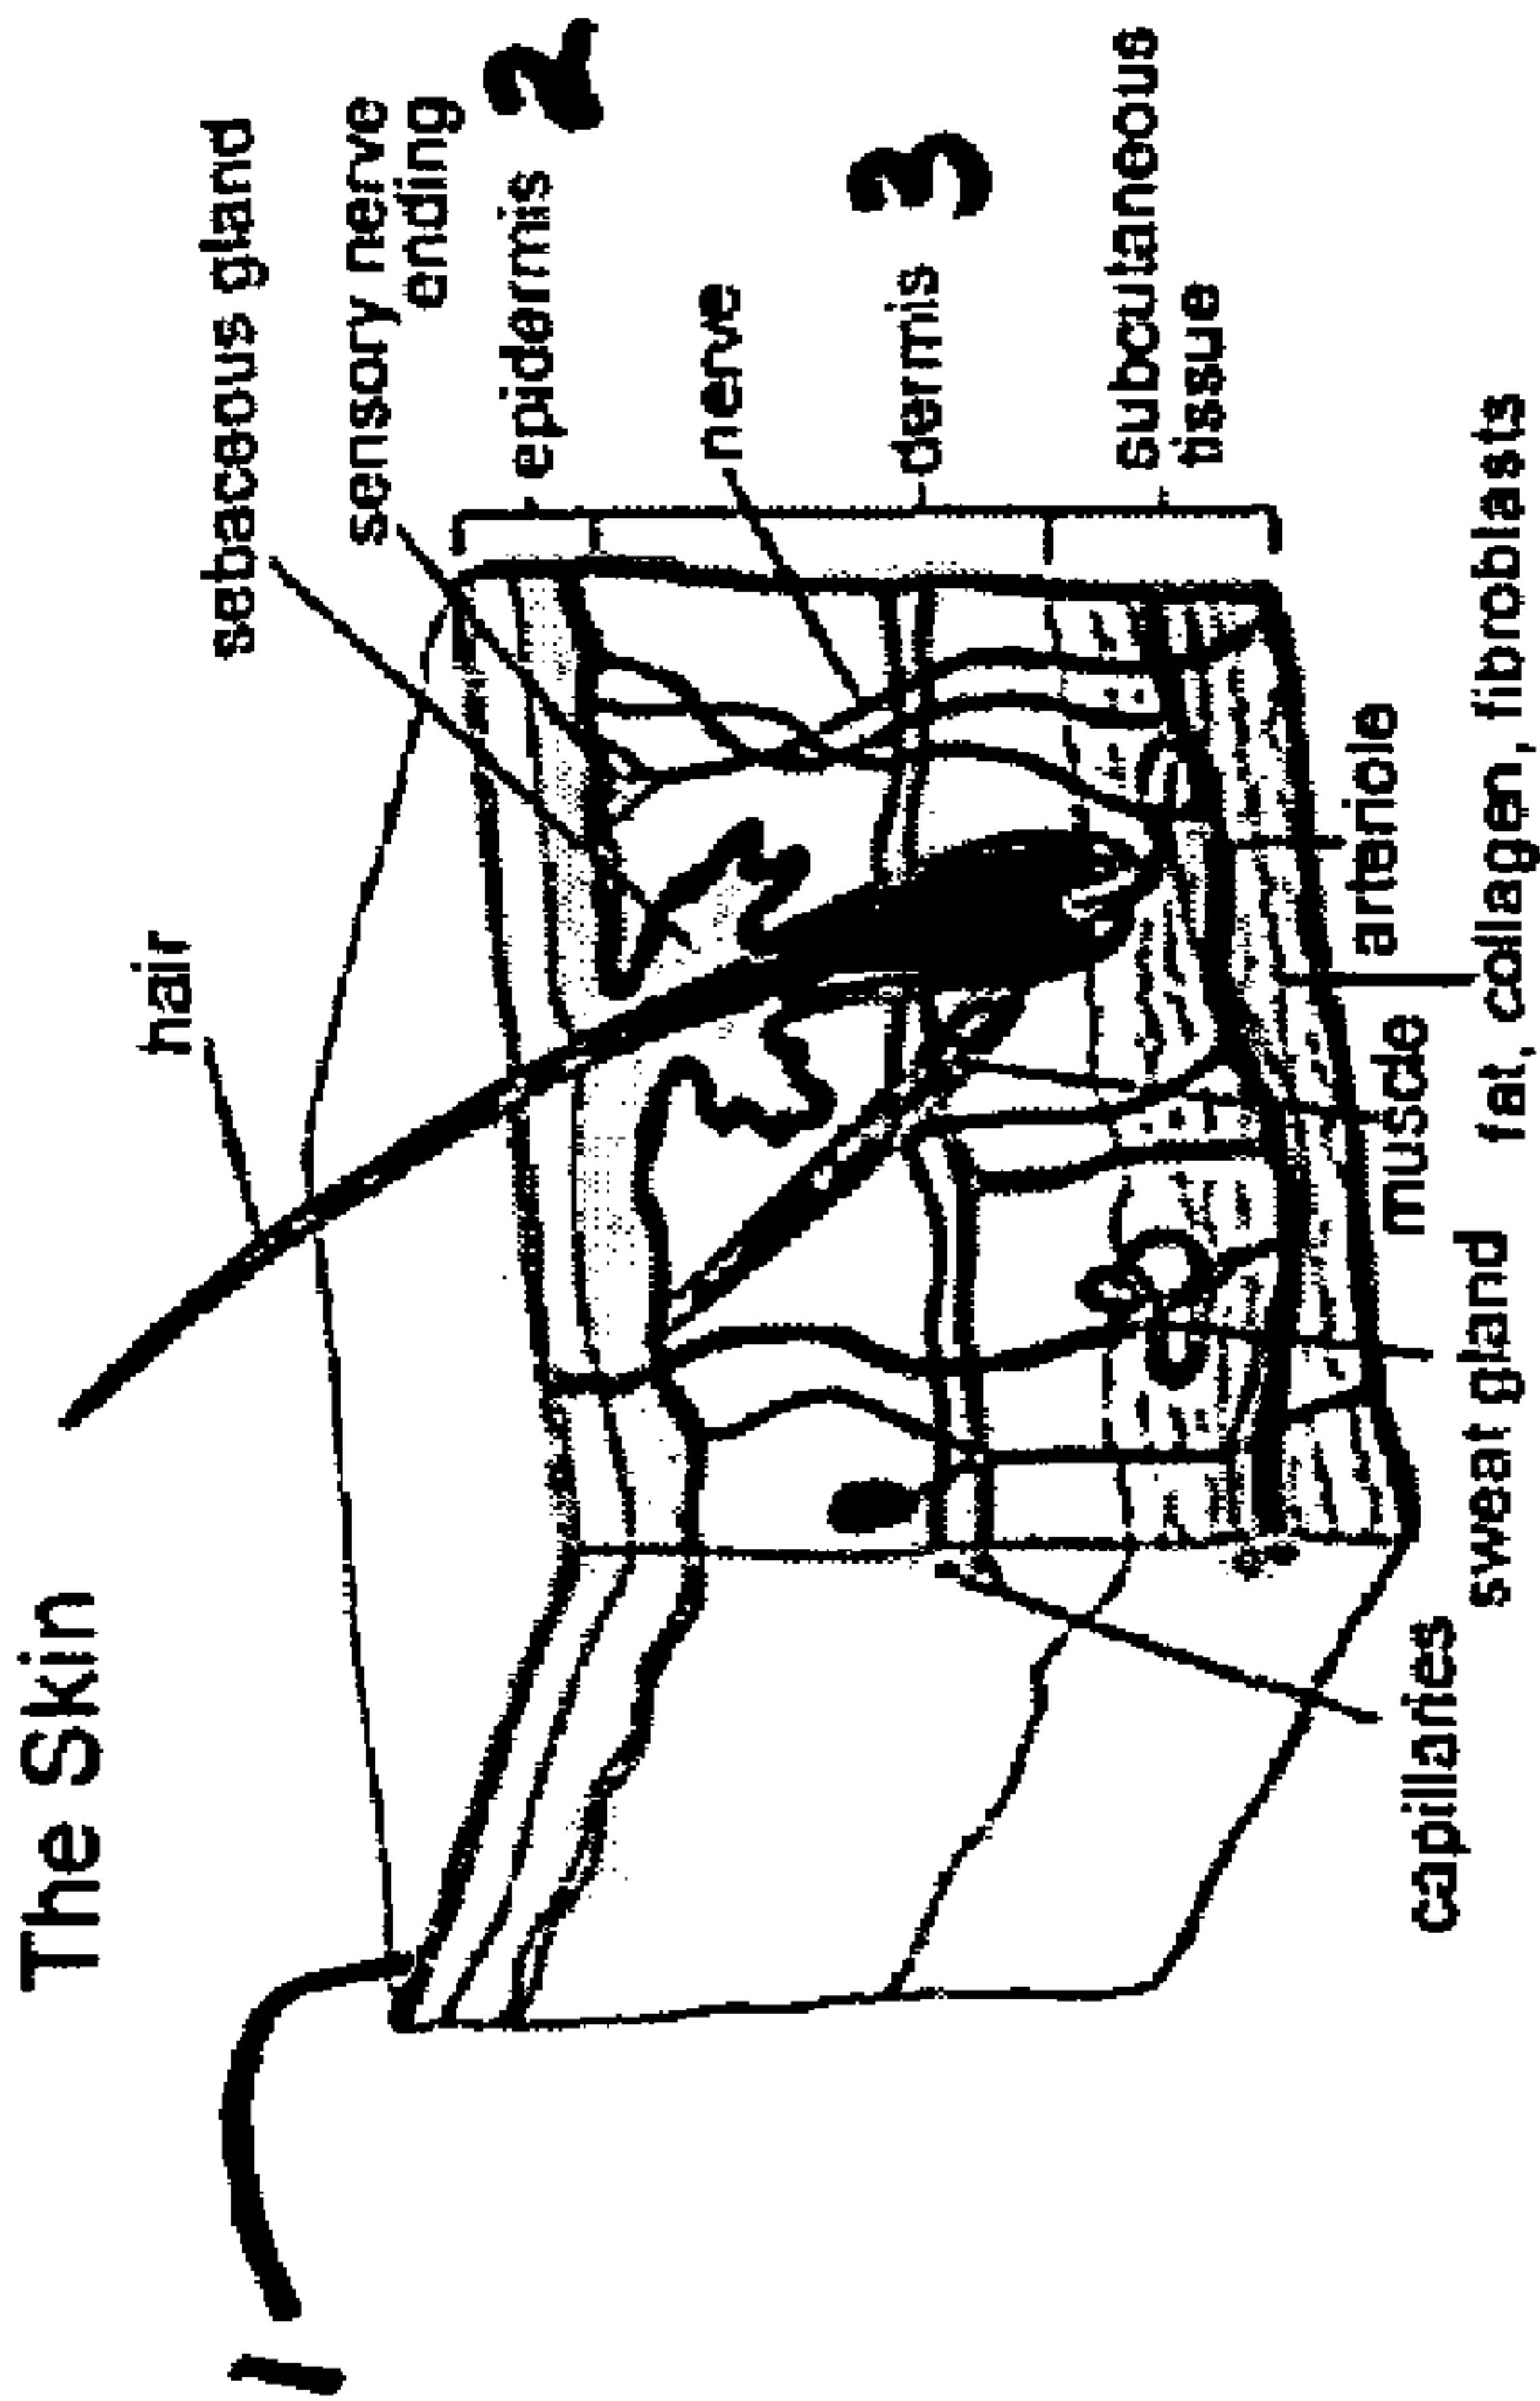 The Skin
hair
sebaceous gland
sensory nerve
ending
epidermis 2
nerve
dermis 3
subcutaneous
tissue
1
capillaries
sweat gland
muscle
arteriole
fat, collagen, fibroblasts